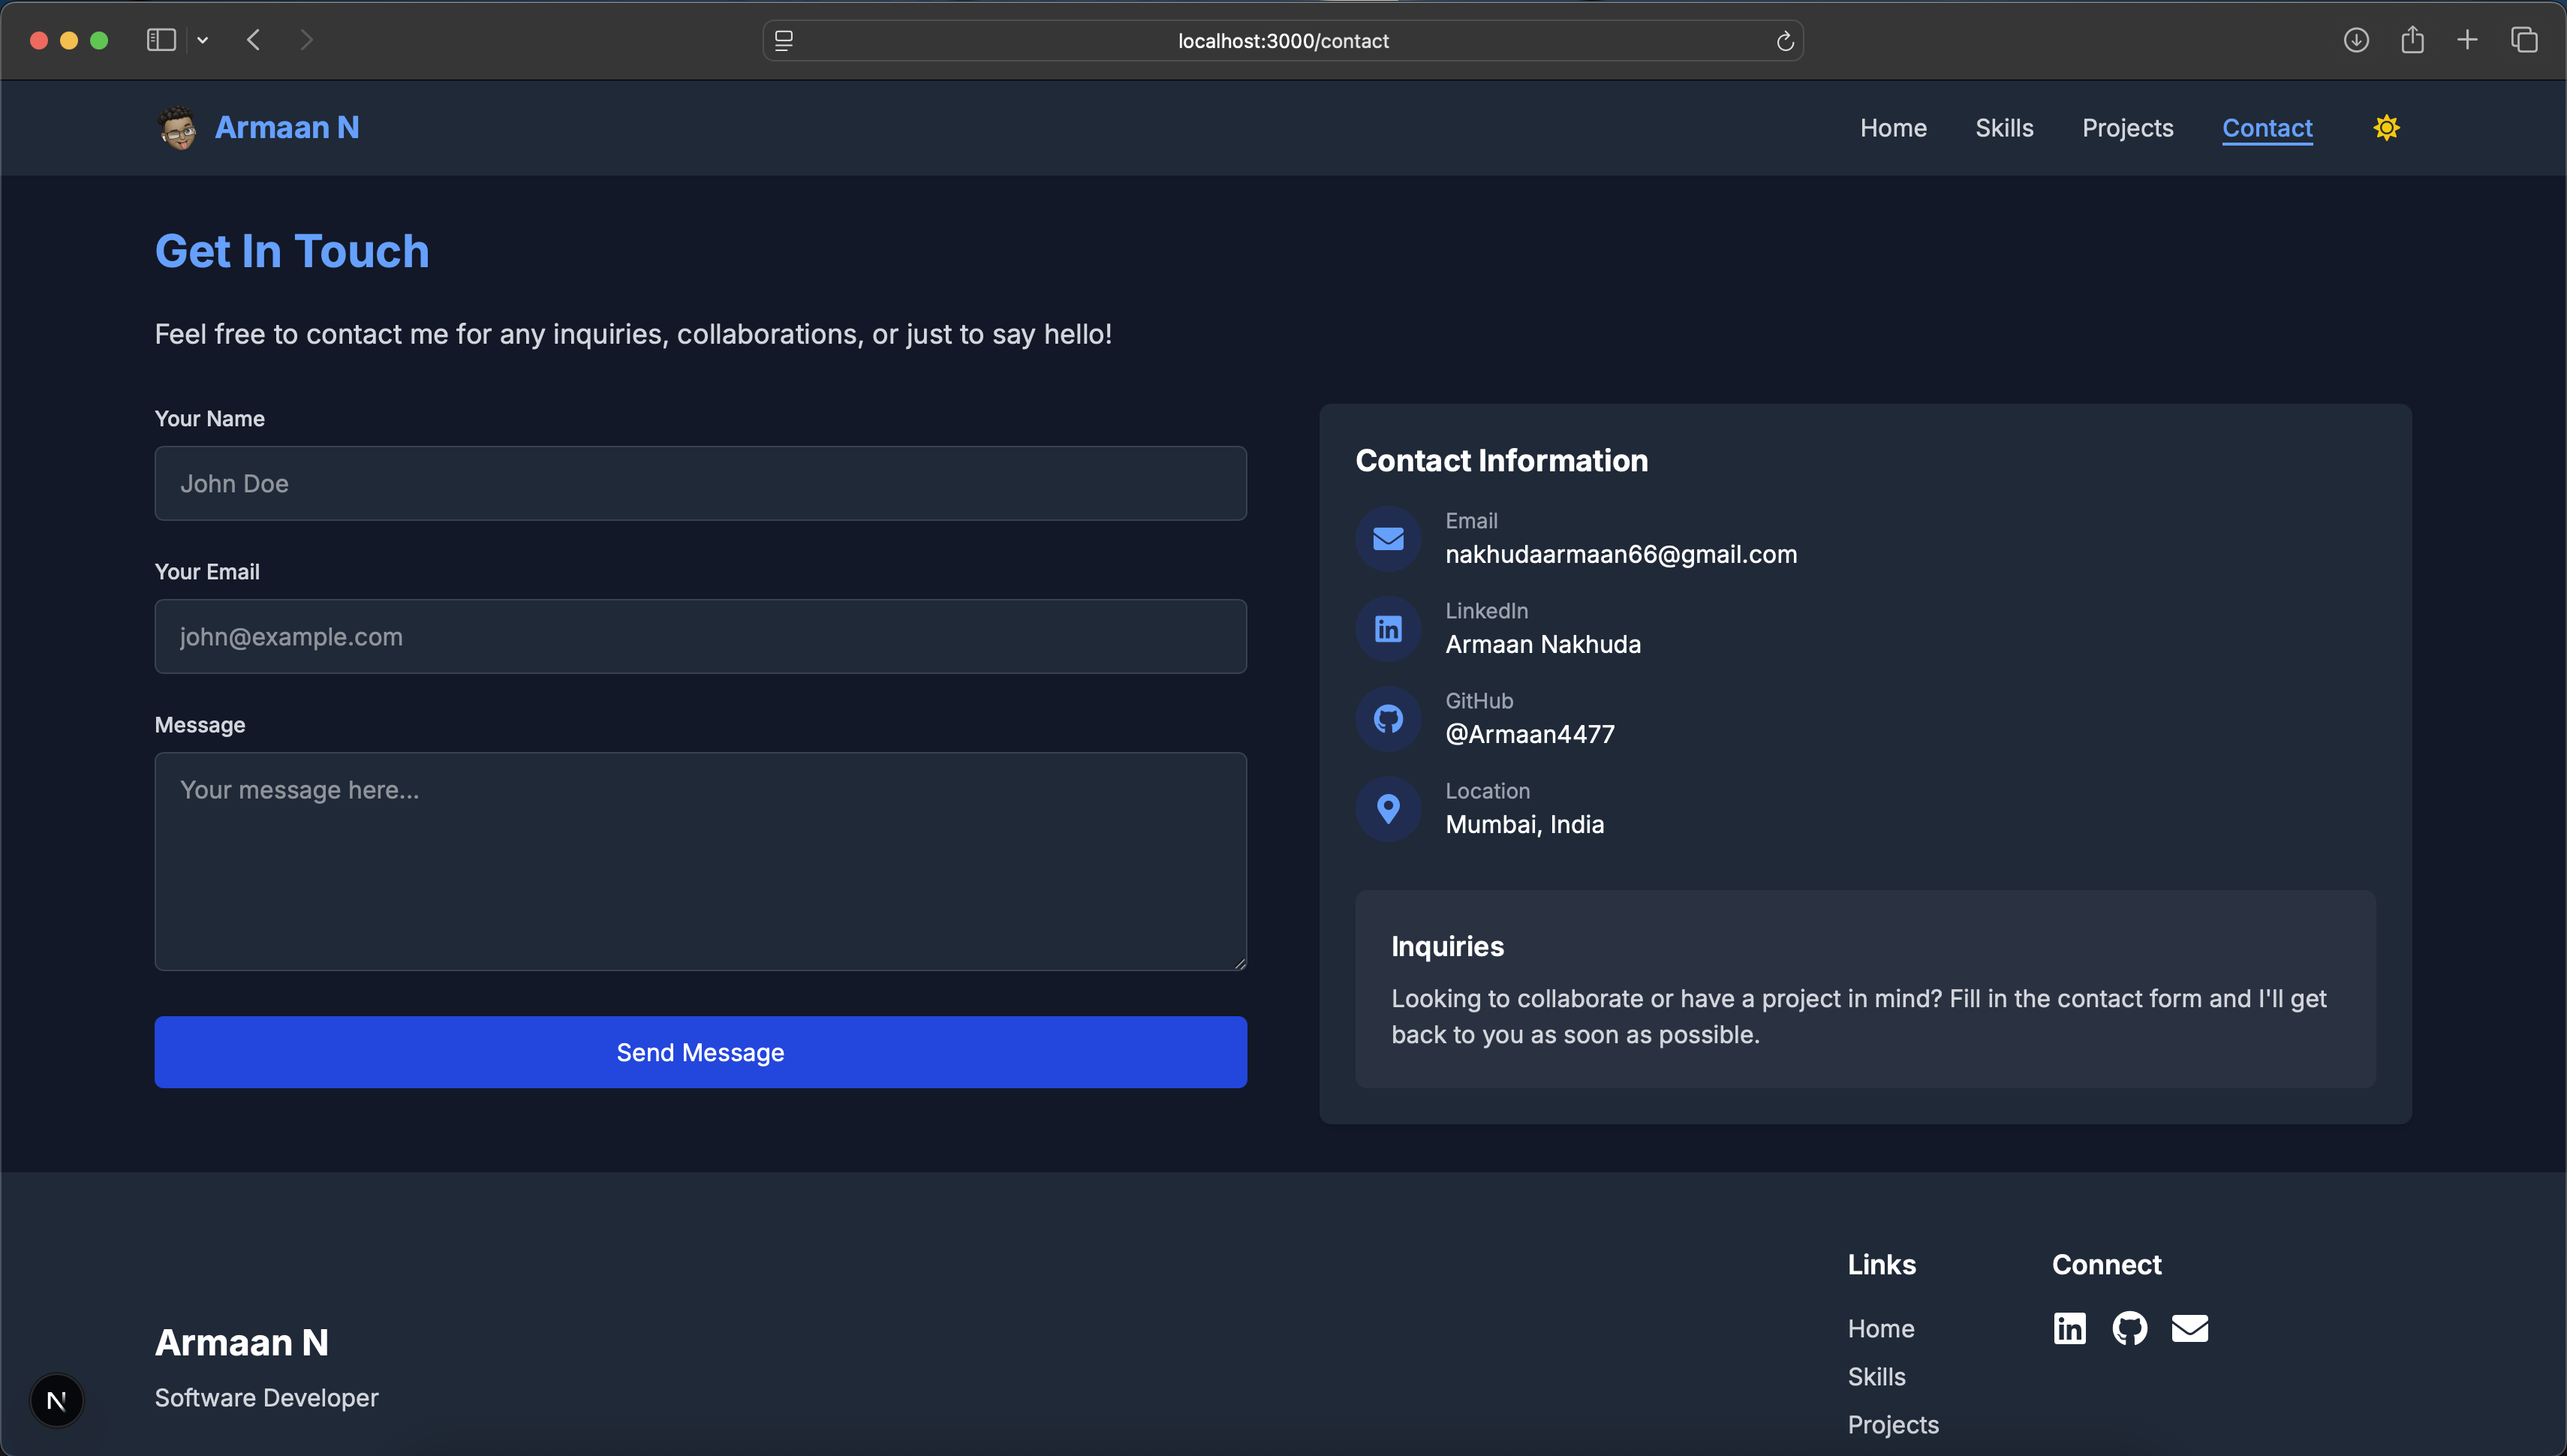 localhost:3000/contact
Armaan N
Home
Skills
Projects
Contact
Get In Touch
Feel free to contact me for any inquiries, collaborations, or just to say hello!
Your Name
John Doe
Your Email
john@example.com
Message
Your message here...
Send Message
Contact Information
Email
nakhudaarmaan66@gmail.com
LinkedIn
Armaan Nakhuda
GitHub
@Armaan4477
Location
Mumbai, India
Inquiries
Looking to collaborate or have a project in mind? Fill in the contact form and I'll get
back to you as soon as possible.
Armaan N
Software Developer
N
Links
Home
Skills
Projects
Connect